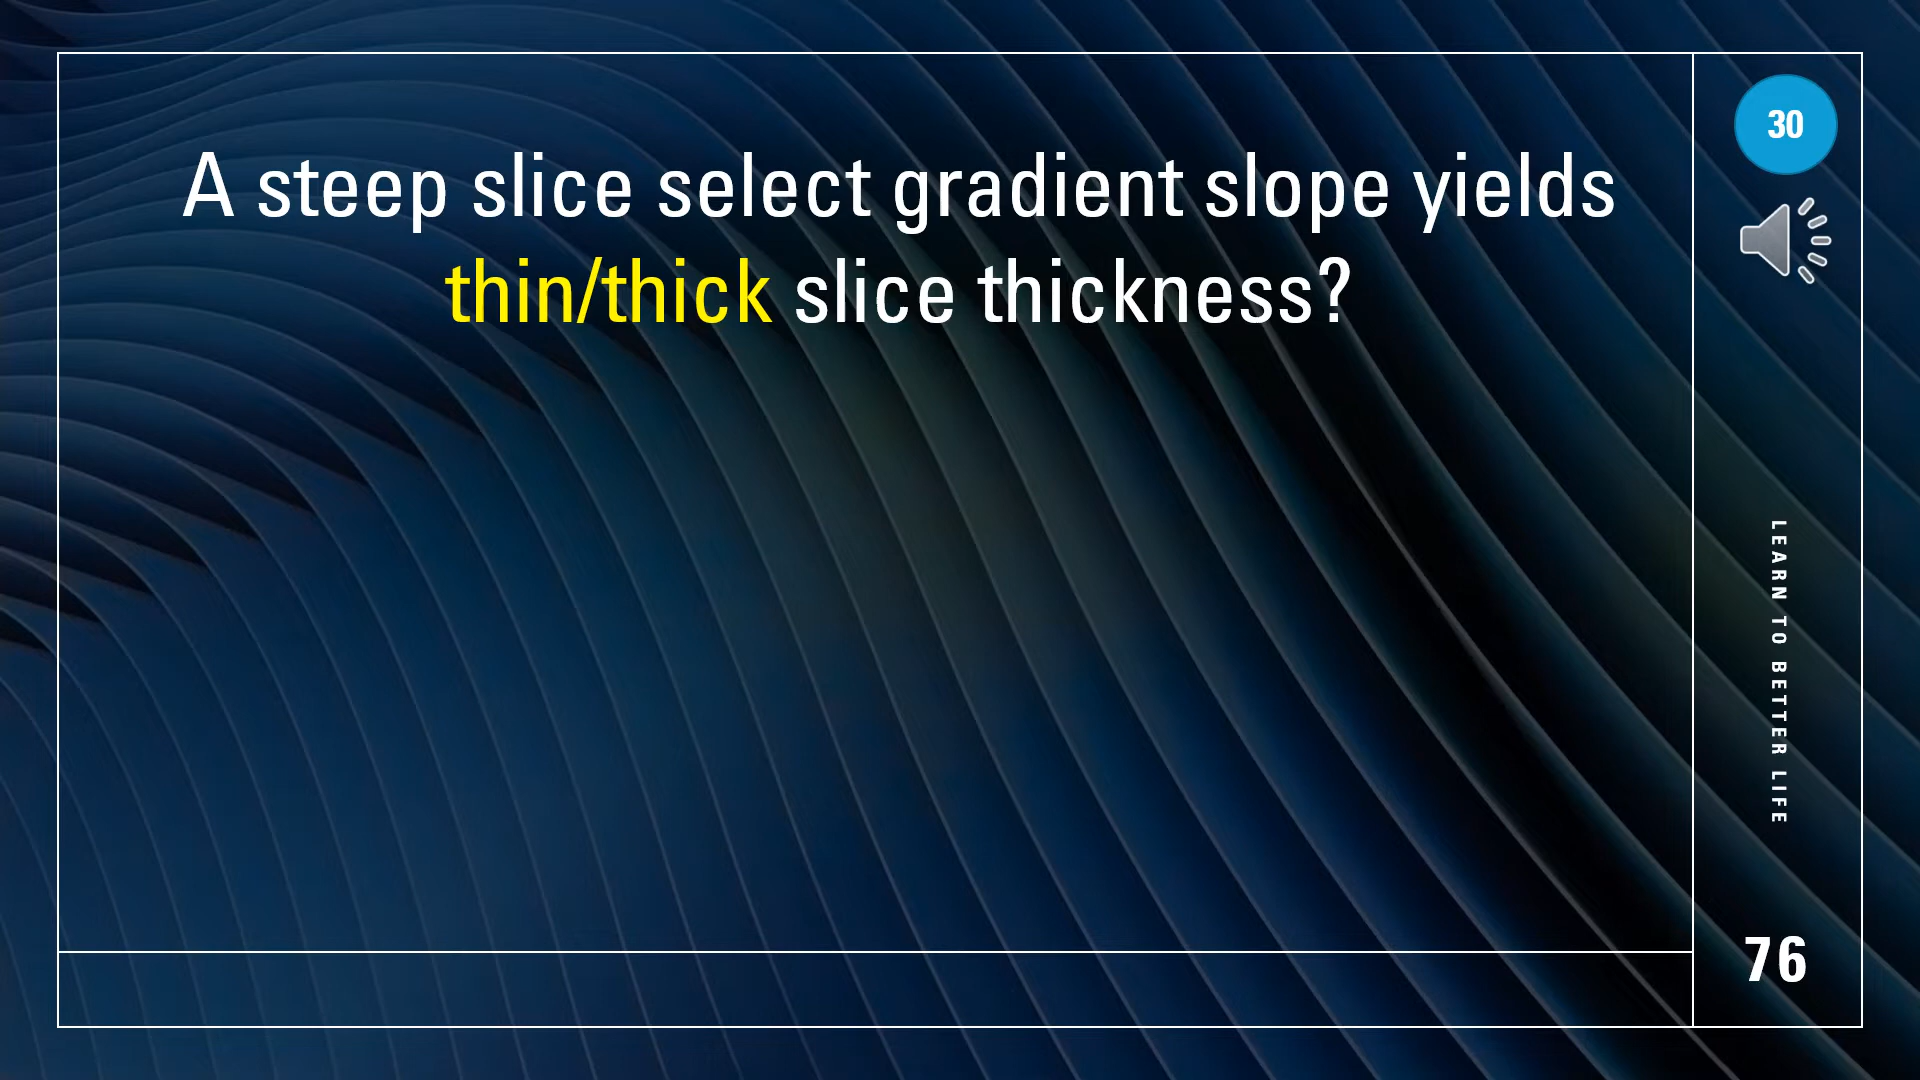 A steep slice select gradient slope yields
thin/thick slice thickness?
30
LEARN TO BETTER LIFE
76